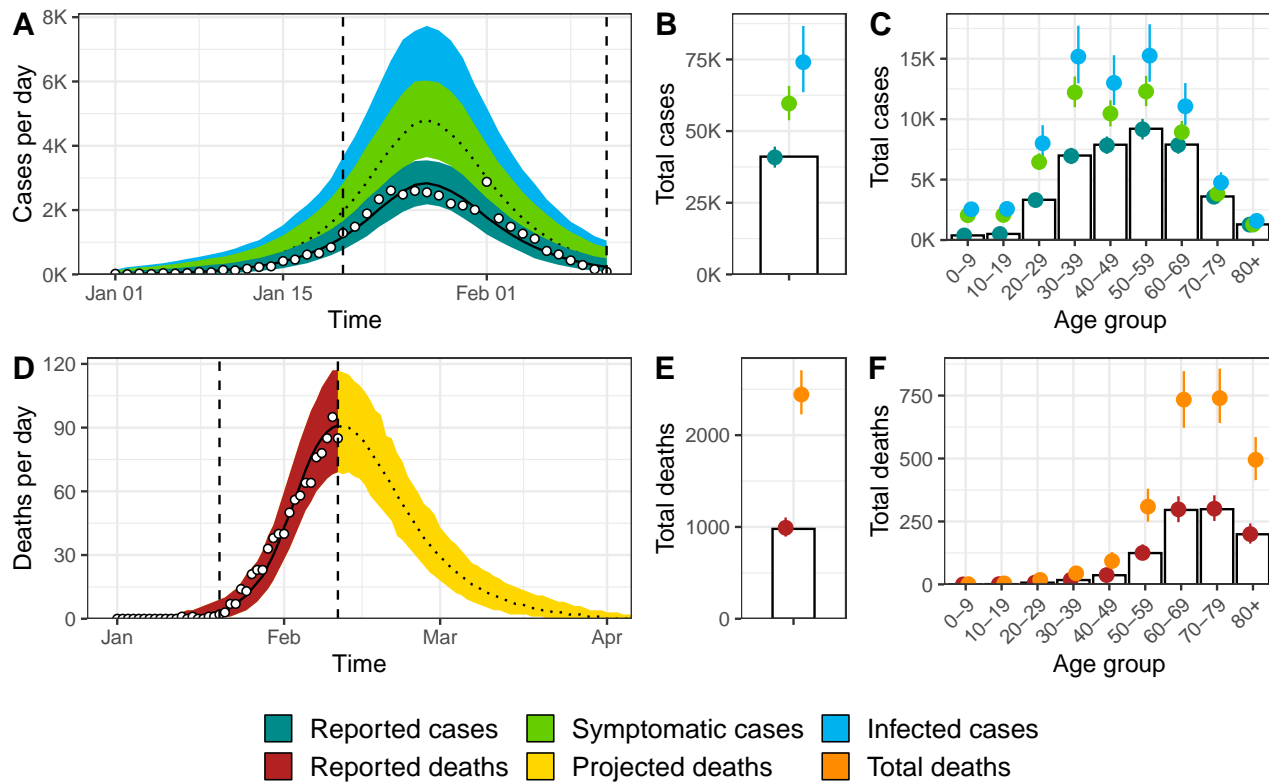 A
Cases per day
8K
6K
4K
2K
0K
Jan 01
Jan 15
Feb 01
Time
B
Total cases
75K
50K
25K
0K
C
Total cases
15K
10K
5K
0K
0–9
10–19
20–29
30–39
40–49
50–59
60–69
70–79
80+
Age group
D
Deaths per day
120
90
60
30
0
Jan
Feb
Mar
Apr
Time
E
Total deaths
2000
1000
0
F
Total deaths
750
500
250
0
0–9
10–19
20–29
30–39
40–49
50–59
60–69
70–79
80+
Age group
Reported cases
Symptomatic cases
Infected cases
Reported deaths
Projected deaths
Total deaths